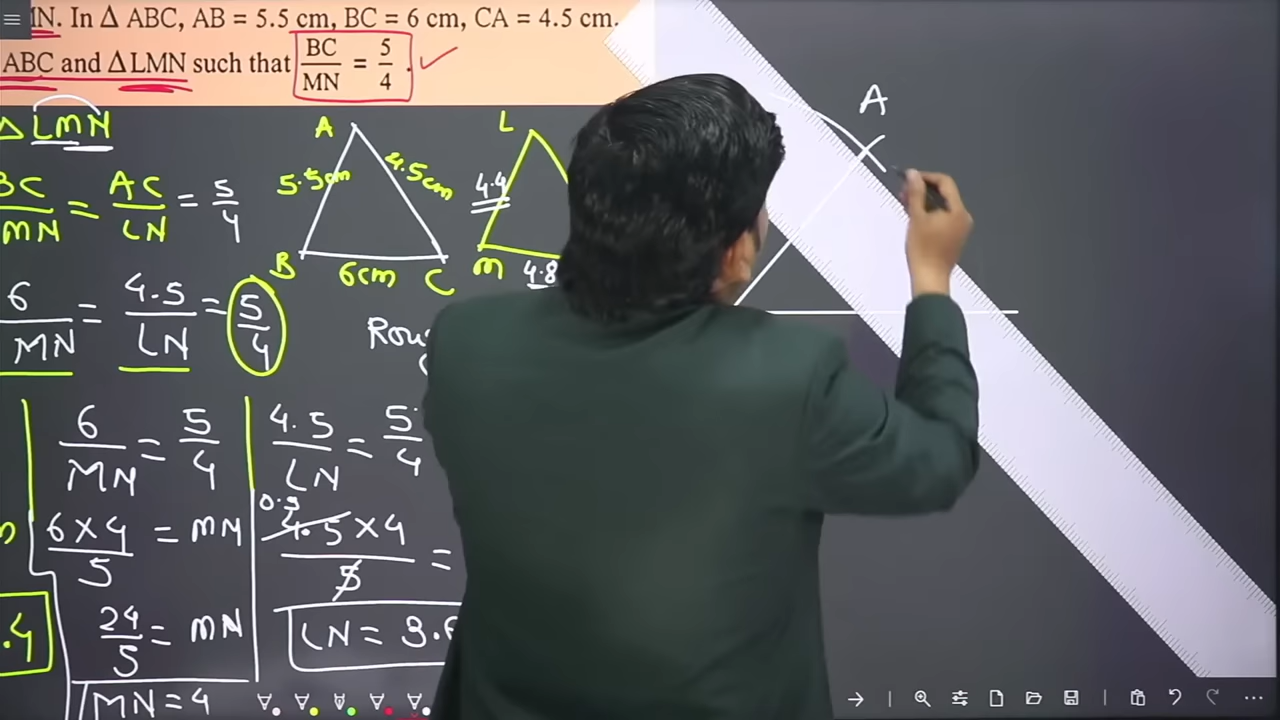 MN. In Δ ABC, AB = 5.5 cm, BC = 6 cm, CA = 4.5 cm.
ABC and Δ LMN such that BC/MN = 5/4.
Δ LMN
BC/MN = AC/LN = 5/4
6/MN = 4.5/LN = 5/4
A
5.5cm
4.5cm
B
6cm
C
L
4.4
M
4.8
A
6/MN = 5/4
6×4/5 = MN
24/5 = MN
MN = 4
4.5/LN = 5/4
0.9
4.5×4/5 =
LN = 3.6
.4